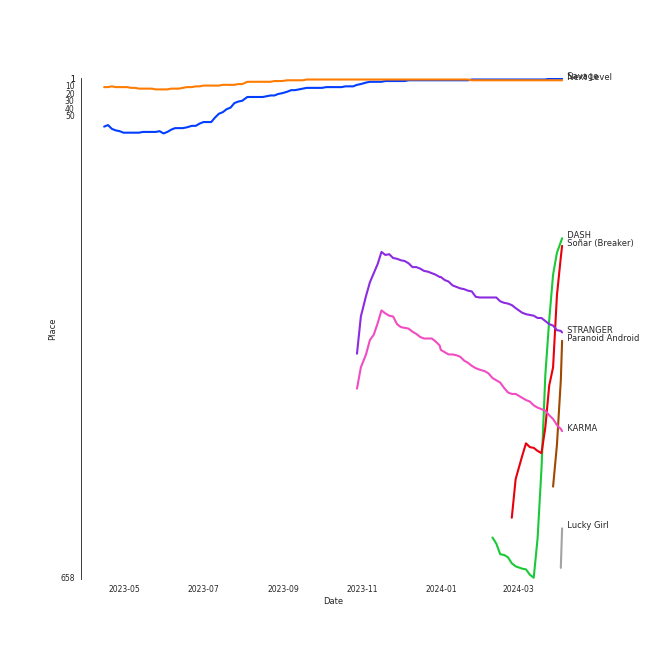 1
10
20
30
40
50
658
Place
Next Level
DASH
Soñar (Breaker)
STRANGER
Paranoid Android
KARMA
Lucky Girl
2023-05
2023-07
2023-09
2023-11
2024-01
2024-03
Date